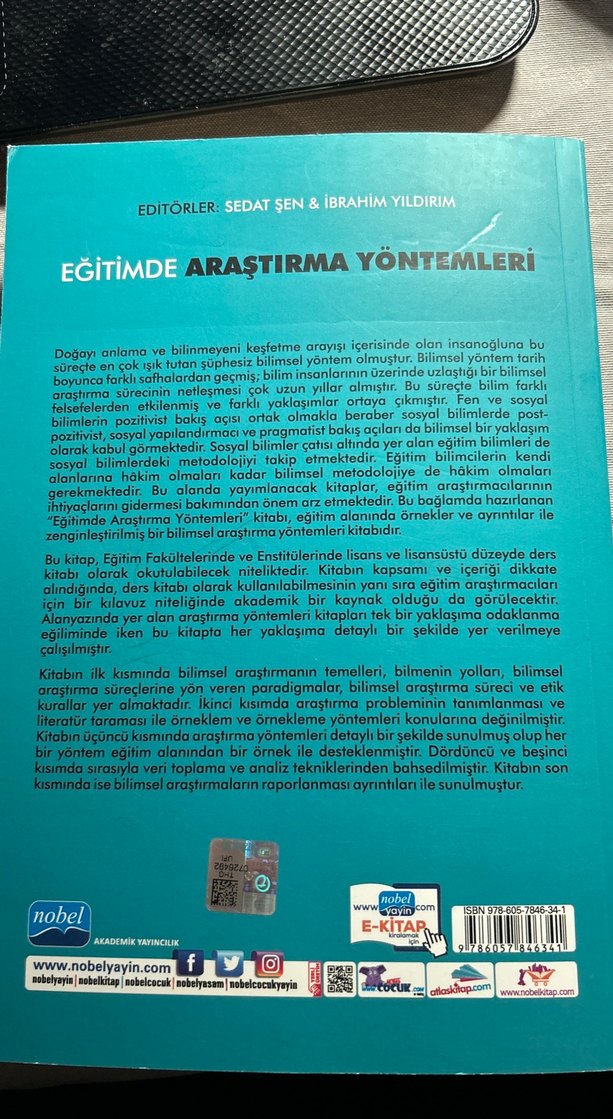 EDİTÖRLER: SEDAT ŞEN & İBRAHİM YILDIRIM
EĞİTİMDE ARAŞTIRMA YÖNTEMLERİ
Doğayı anlama ve bilinmeyeni keşfetme arayışı içerisinde olan insanoğluna bu
süreçte en çok ışık tutan şüphesiz bilimsel yöntem olmuştur. Bilimsel yöntem tarih
boyunca farklı safhalardan geçmiş; bilim insanlarının üzerinde uzlaştığı bir bilimsel
araştırma sürecinin netleşmesi çok uzun yıllar almıştır. Bu süreçte bilim farklı
felsefelerden etkilenmiş ve farklı yaklaşımlar ortaya çıkmıştır. Fen ve sosyal
bilimlerin pozitivist bakış açısı ortak olmakla beraber sosyal bilimlerde post-
pozitivist, sosyal yapılandırmacı ve pragmatist bakış açıları da bilimsel bir yaklaşım
olarak kabul görmektedir. Sosyal bilimler çatısı altında yer alan eğitim bilimleri de
sosyal bilimlerdeki metodolojiyi takip etmektedir. Eğitim bilimcilerin kendi
alanlarına hâkim olmaları kadar bilimsel metodolojiye de hâkim olmaları
gerekmektedir. Bu alanda yayımlanacak kitaplar, eğitim araştırmacılarının
ihtiyaçlarını gidermesi bakımından önem arz etmektedir. Bu bağlamda hazırlanan
"Eğitimde Araştırma Yöntemleri" kitabı, eğitim alanında örnekler ve ayrıntılar ile
zenginleştirilmiş bir bilimsel araştırma yöntemleri kitabıdır.
Bu kitap, Eğitim Fakültelerinde ve Enstitülerinde lisans ve lisansüstü düzeyde ders
kitabı olarak okutulabilecek niteliktedir. Kitabın kapsamı ve içeriği dikkate
alındığında, ders kitabı olarak kullanılabilmesinin yanı sıra eğitim araştırmacıları
için bir kılavuz niteliğinde akademik bir kaynak olduğu da görülecektir.
Alanyazında yer alan araştırma yöntemleri kitapları tek bir yaklaşıma odaklanma
eğiliminde iken bu kitapta her yaklaşıma detaylı bir şekilde yer verilmeye
çalışılmıştır.
Kitabın ilk kısmında bilimsel araştırmanın temelleri, bilmenin yolları, bilimsel
araştırma süreçlerine yön veren paradigmalar, bilimsel araştırma süreci ve etik
kurallar yer almaktadır. İkinci kısımda araştırma probleminin tanımlanması ve
literatür taraması ile örneklem ve örnekleme yöntemleri konularına değinilmiştir.
Kitabın üçüncü kısmında araştırma yöntemleri detaylı bir şekilde sunulmuş olup her
bir yöntem eğitim alanından bir örnek ile desteklenmiştir. Dördüncü ve beşinci
kısımda sırasıyla veri toplama ve analiz tekniklerinden bahsedilmiştir. Kitabın son
kısmında ise bilimsel araştırmaların raporlanması ayrıntıları ile sunulmuştur.
THG
0726492
UPI
nobel
AKADEMİK YAYINCILIK
www.nobelyayin.com
nobelyayin | nobelkitap | nobelcocuk | nobelyasam | nobelcocukyayin
www nobel yayin com
E-KİTAP
kiralamak
için
ISBN 978-605-7846-34-1
9 786057 846341
COCUK.com
atlaskitap.com
www.nobelkitap.com